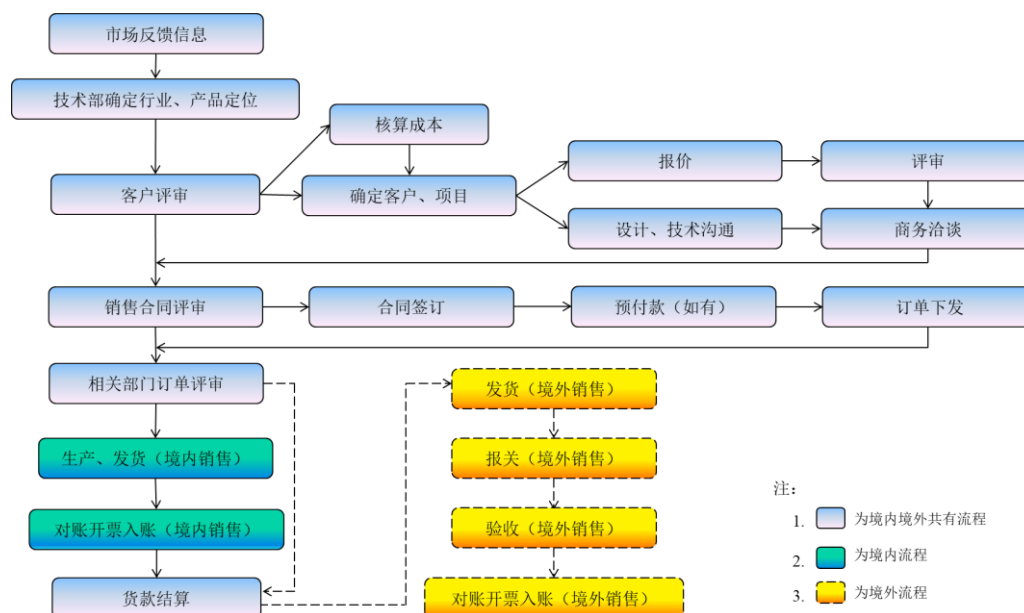 市场反馈信息
技术部确定行业、产品定位
核算成本
报价
评审
客户评审
确定客户、项目
设计、技术沟通
商务洽谈
销售合同评审
合同签订
预付款（如有）
订单下发
相关部门订单评审
发货（境外销售）
生产、发货（境内销售）
报关（境外销售）
注：
1. 为境内境外共有流程
对账开票入账（境内销售）
验收（境外销售）
2. 为境内流程
货款结算
对账开票入账（境外销售）
3. 为境外流程